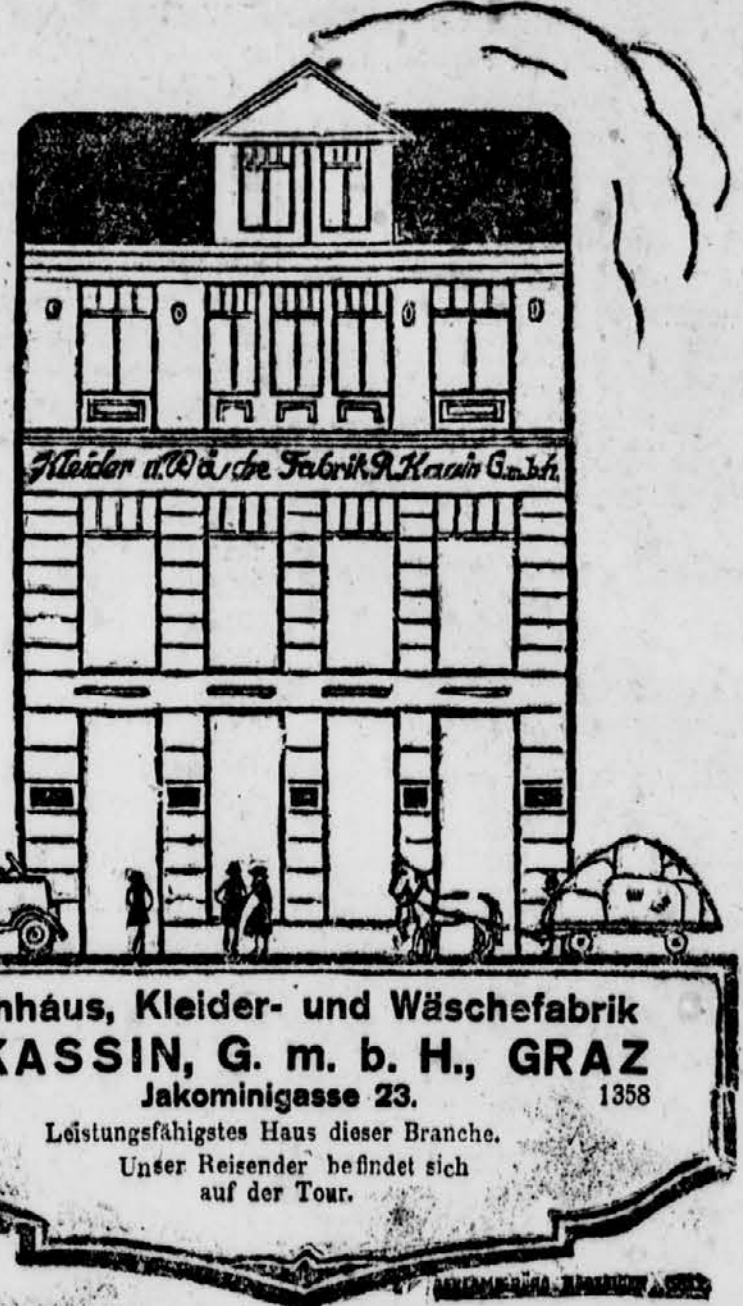 Kleider u. Wäsche Fabrik R. Kassin G.m.b.h.
nhaus, Kleider- und Wäschefabrik
KASSIN, G. m. b. H., GRAZ
Jakominigasse 23. 1358
Leistungsfähigstes Haus dieser Branche.
Unser Reisender befindet sich
auf der Tour.